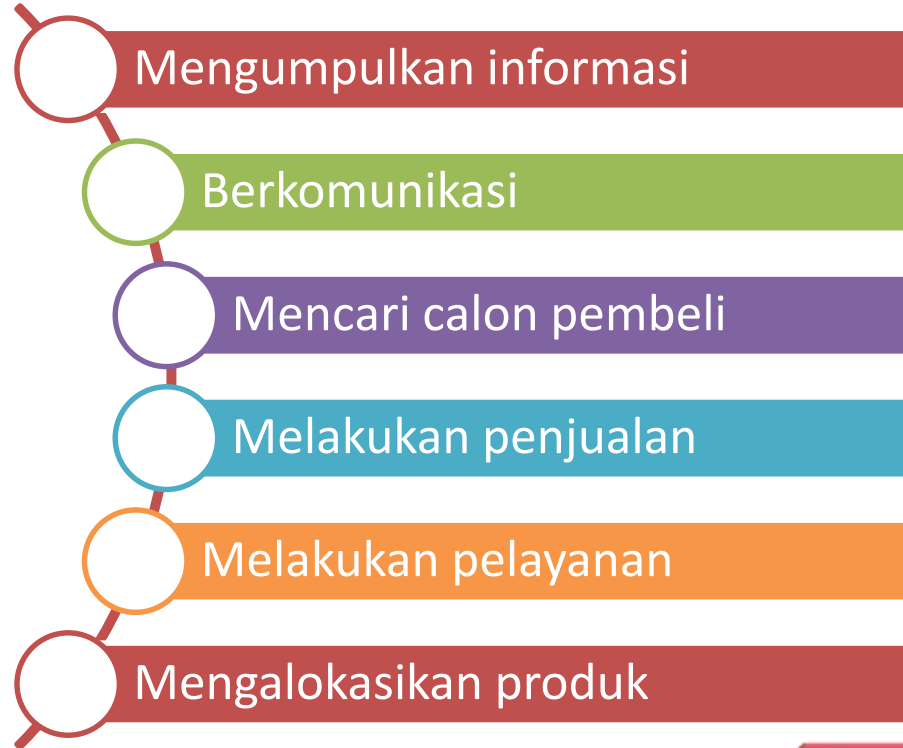 Mengumpulkan informasi
Berkomunikasi
Mencari calon pembeli
Melakukan penjualan
Melakukan pelayanan
Mengalokasikan produk